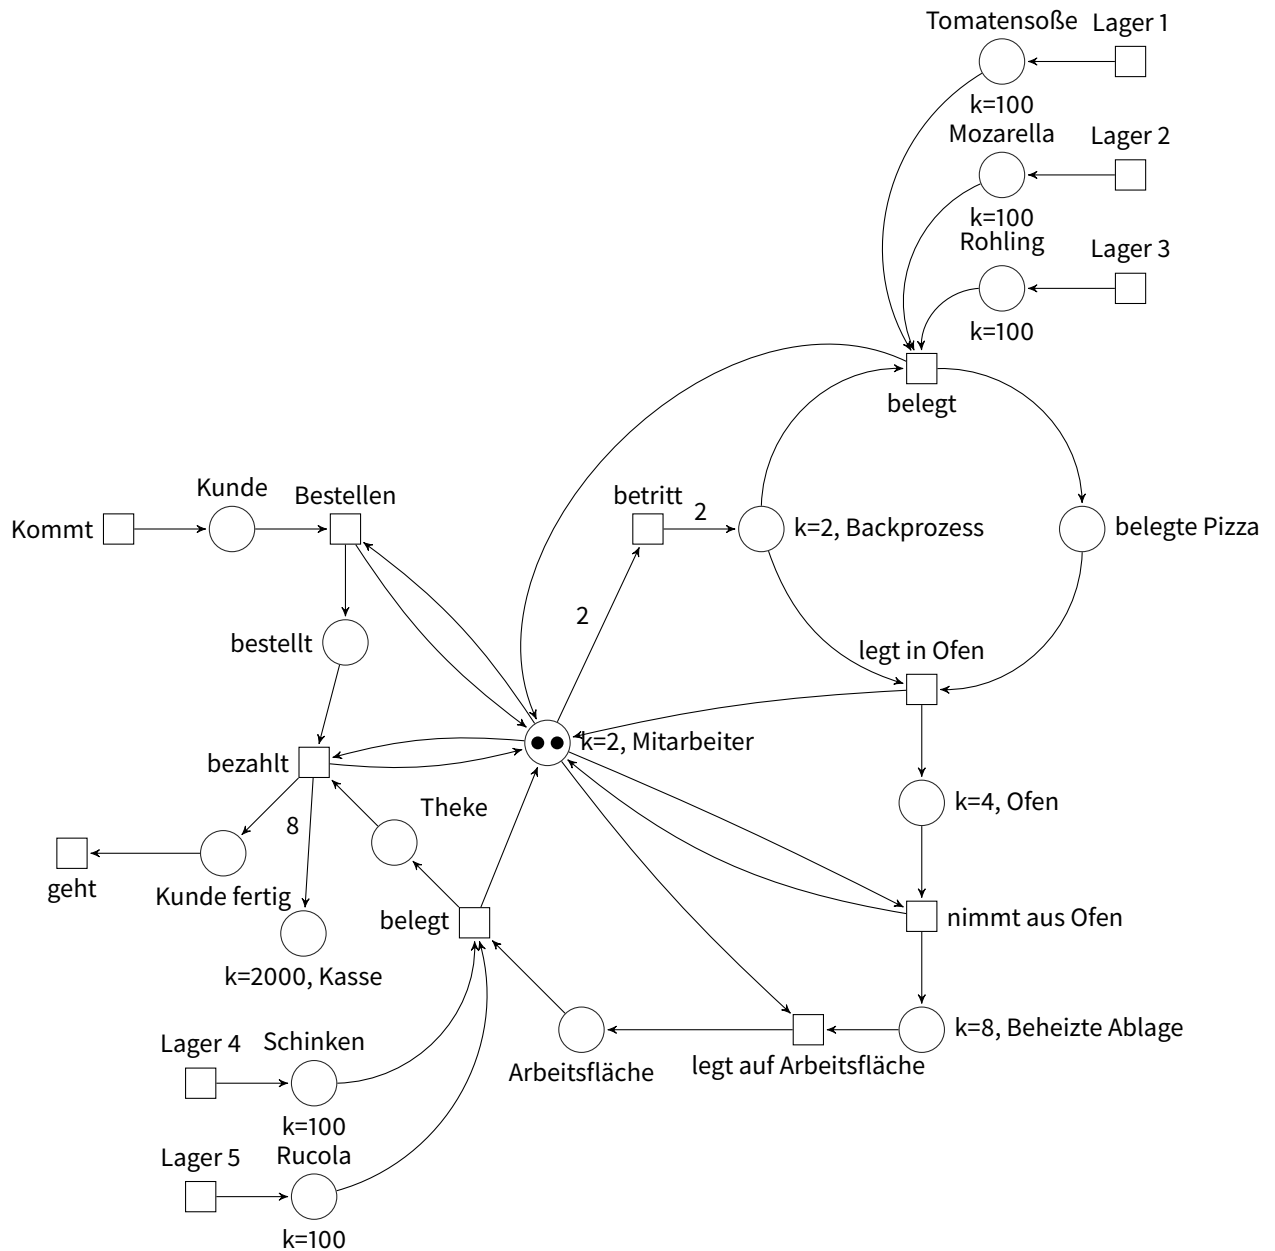 Tomatensoße
Lager 1
k=100
Mozarella
Lager 2
k=100
Rohling
Lager 3
k=100
belegt
Kunde
Bestellen
betritt
2
Kommt
k=2, Backprozess
belegte Pizza
2
bestellt
legt in Ofen
k=2, Mitarbeiter
bezahlt
Theke
k=4, Ofen
8
geht
Kunde fertig
belegt
nimmt aus Ofen
k=2000, Kasse
k=8, Beheizte Ablage
Lager 4
Schinken
Arbeitsfläche
legt auf Arbeitsfläche
k=100
Lager 5
Rucola
k=100